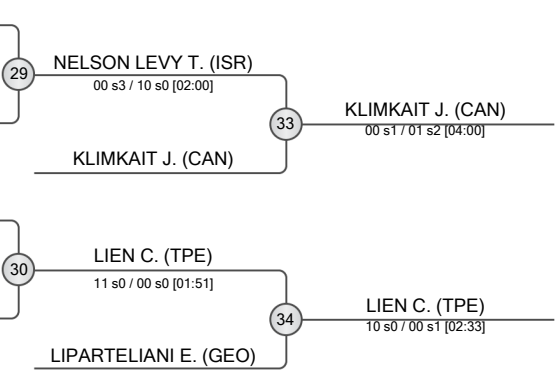 29
NELSON LEVY T. (ISR)
00 s3 / 10 s0 [02:00]
33
KLIMKAIT J. (CAN)
00 s1 / 01 s2 [04:00]
KLIMKAIT J. (CAN)
30
LIEN C. (TPE)
11 s0 / 00 s0 [01:51]
34
LIEN C. (TPE)
10 s0 / 00 s1 [02:33]
LIPARTELIANI E. (GEO)